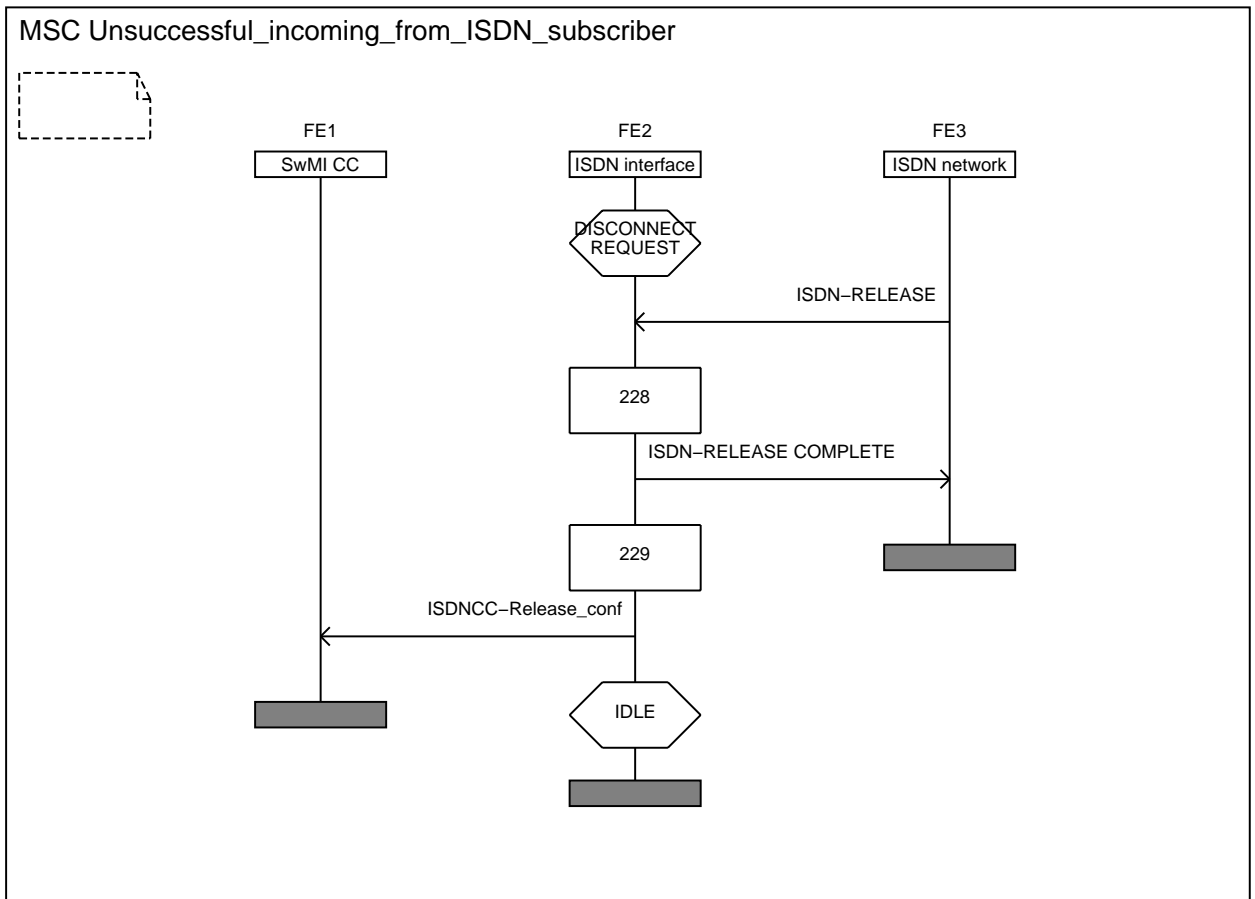 MSC Unsuccessful_incoming_from_ISDN_subscriber
FE1
FE2
FE3
SwMI CC
ISDN interface
ISDN network
DISCONNECT
REQUEST
ISDN−RELEASE
228
ISDN−RELEASE COMPLETE
229
ISDNCC−Release_conf
IDLE